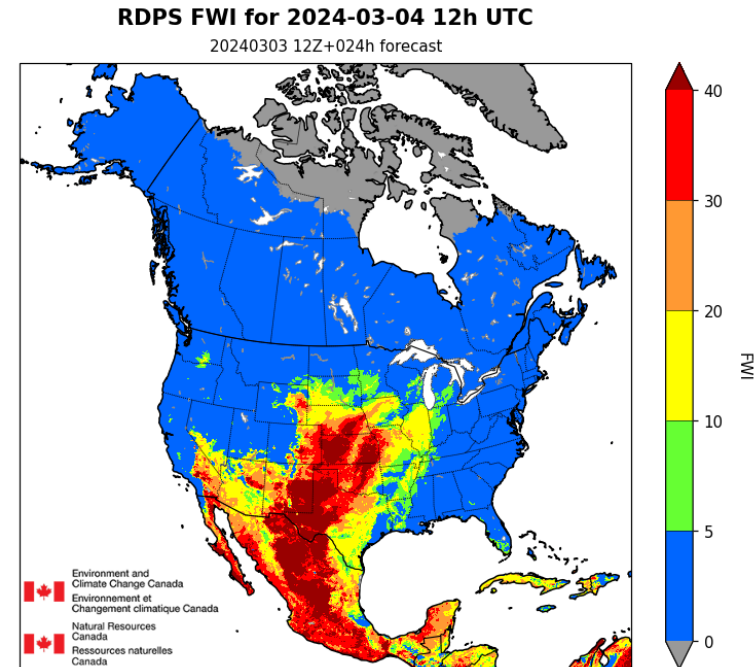 RDPS FWI for 2024-03-04 12h UTC
20240303 12Z+024h forecast
40
30
20
10
5
0
FWI
Environment and
Climate Change Canada
Environnement et
Changement climatique Canada
Natural Resources
Canada
Ressources naturelles
Canada